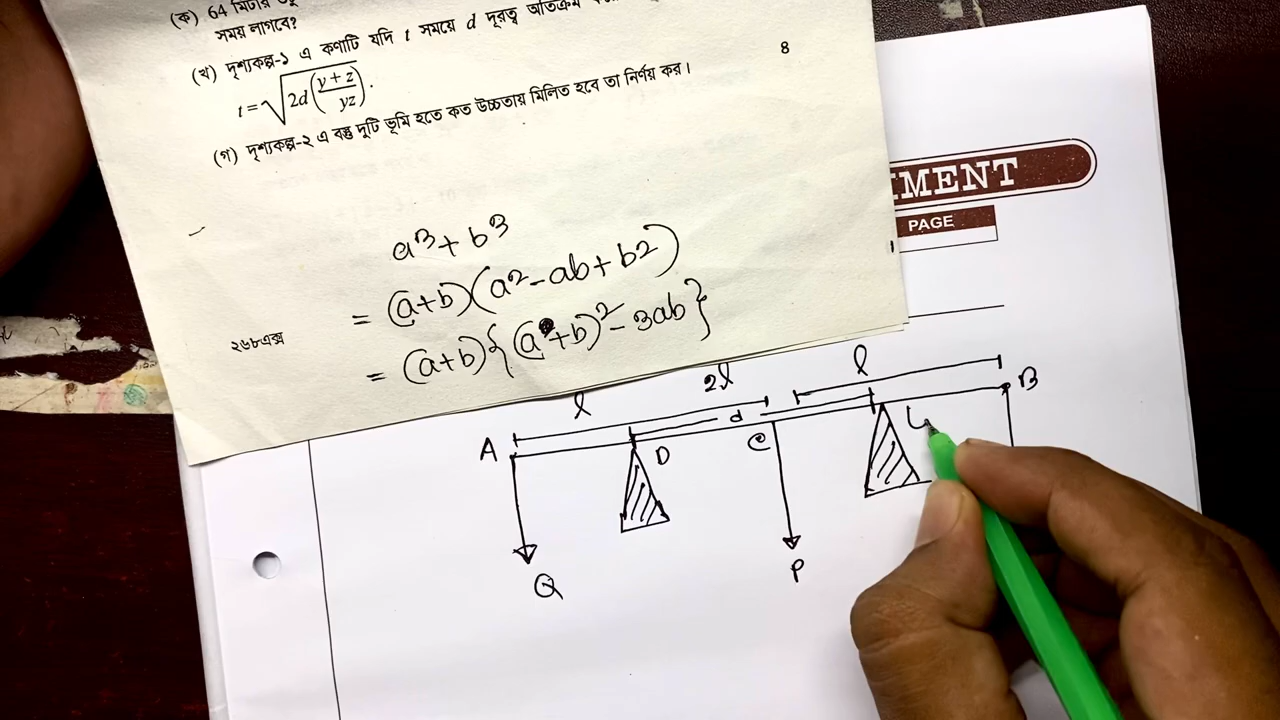 (ক) 64 মিটার
সময় লাগবে?
(খ) দৃশ্যকল্প-১ এ কণাটি যদি t সময়ে d দূরত্ব অতিক্রম
t = √2d((y + z)/yz).
৪
(গ) দৃশ্যকল্প-২ এ বস্তু দুটি ভূমি হতে কত উচ্চতায় মিলিত হবে তা নির্ণয় কর।
a³ + b³
= (a+b)(a2 - ab + b2)
= (a+b){(a+b)² - 3ab}
২৬৮এক্স
MENT
PAGE
l 2l l
d
A D C B
Q P